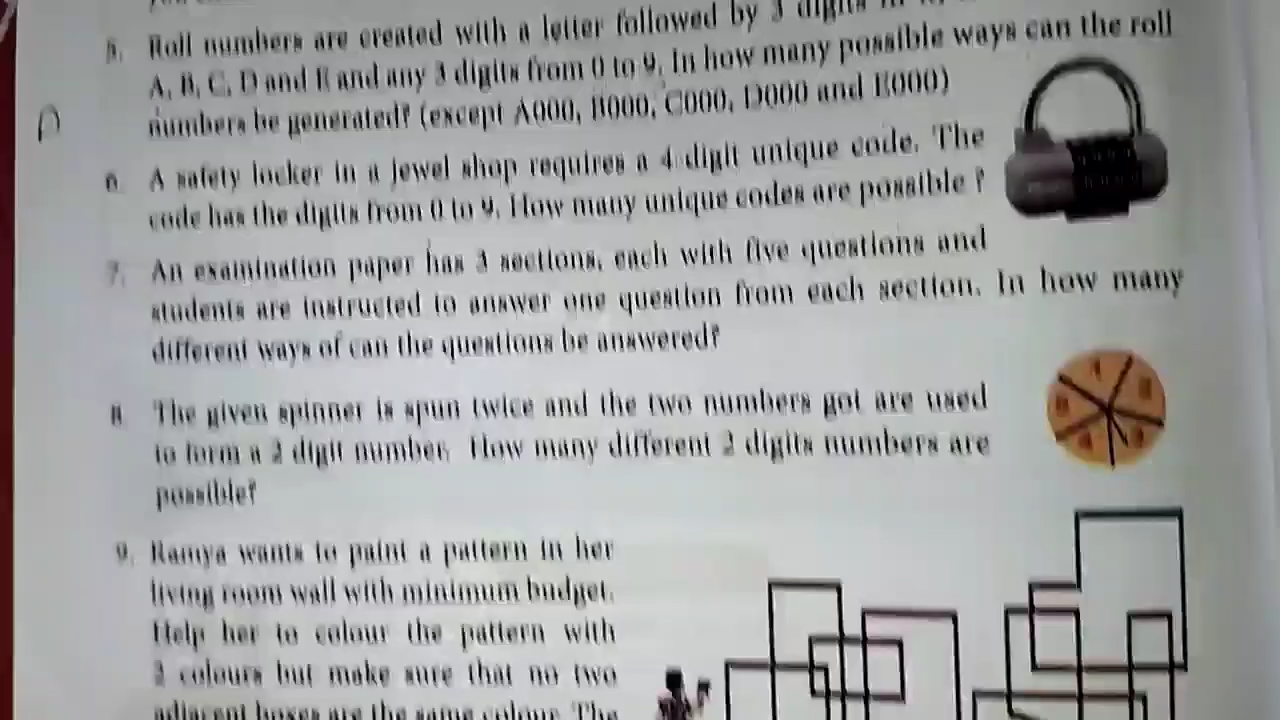 5. Roll numbers are created with a letter followed by 3 digits
A, B, C, D and E and any 3 digits from 0 to 9. In how many possible ways can the roll
numbers be generated? (except A000, B000, C000, D000 and E000)
6. A safety locker in a jewel shop requires a 4 digit unique code. The
code has the digits from 0 to 9. How many unique codes are possible ?
7. An examination paper has 3 sections, each with five questions and
students are instructed to answer one question from each section. In how many
different ways of can the questions be answered?
8. The given spinner is spun twice and the two numbers got are used
to form a 2 digit number. How many different 2 digits numbers are
possible?
9. Ramya wants to paint a pattern in her
living room wall with minimum budget.
Help her to colour the pattern with
2 colours but make sure that no two
adjacent boxes are the same colour. The